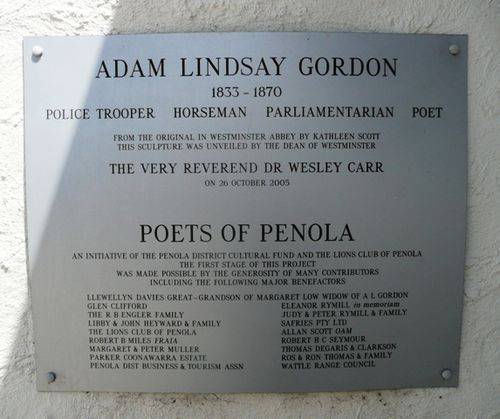 ADAM LINDSAY GORDON
1833 - 1870
POLICE TROOPER HORSEMAN PARLIAMENTARIAN POET
FROM THE ORIGINAL IN WESTMINSTER ABBEY BY KATHLEEN SCOTT
THIS SCULPTURE WAS UNVEILED BY THE DEAN OF WESTMINSTER
THE VERY REVEREND DR WESLEY CARR
ON 26 OCTOBER 2005
POETS OF PENOLA
AN INITIATIVE OF THE PENOLA DISTRICT CULTURAL FUND AND THE LIONS CLUB OF PENOLA
THE FIRST STAGE OF THIS PROJECT
WAS MADE POSSIBLE BY THE GENEROSITY OF MANY CONTRIBUTORS
INCLUDING THE FOLLOWING MAJOR BENEFACTORS
LLEWELLYN DAVIES GREAT-GRANDSON OF MARGARET LOW WIDOW OF A L GORDON
GLEN CLIFFORD
THE R B ENGLER FAMILY
LIBBY & JOHN HEYWARD & FAMILY
THE LIONS CLUB OF PENOLA
ROBERT B MILES FRAIA
MARGARET & PETER MULLER
PARKER COONAWARRA ESTATE
PENOLA DIST BUSINESS & TOURISM ASSN
ELEANOR RYMILL in memoriam
JUDY & PETER RYMILL & FAMILY
SAFRIES PTY LTD
ALLAN SCOTT OAM
ROBERT H C SEYMOUR
THOMAS DEGARIS & CLARKSON
ROS & RON THOMAS & FAMILY
WATTLE RANGE COUNCIL